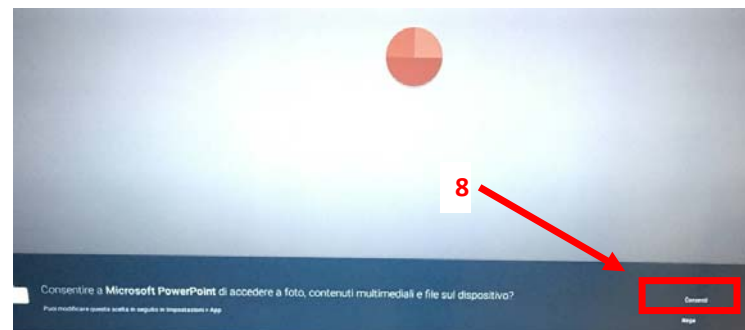 8
Consentire a Microsoft PowerPoint di accedere a foto, contenuti multimediali e file sul dispositivo?
Consenti
Puoi modificare questa scelta in seguito in Impostazioni > App
Nega